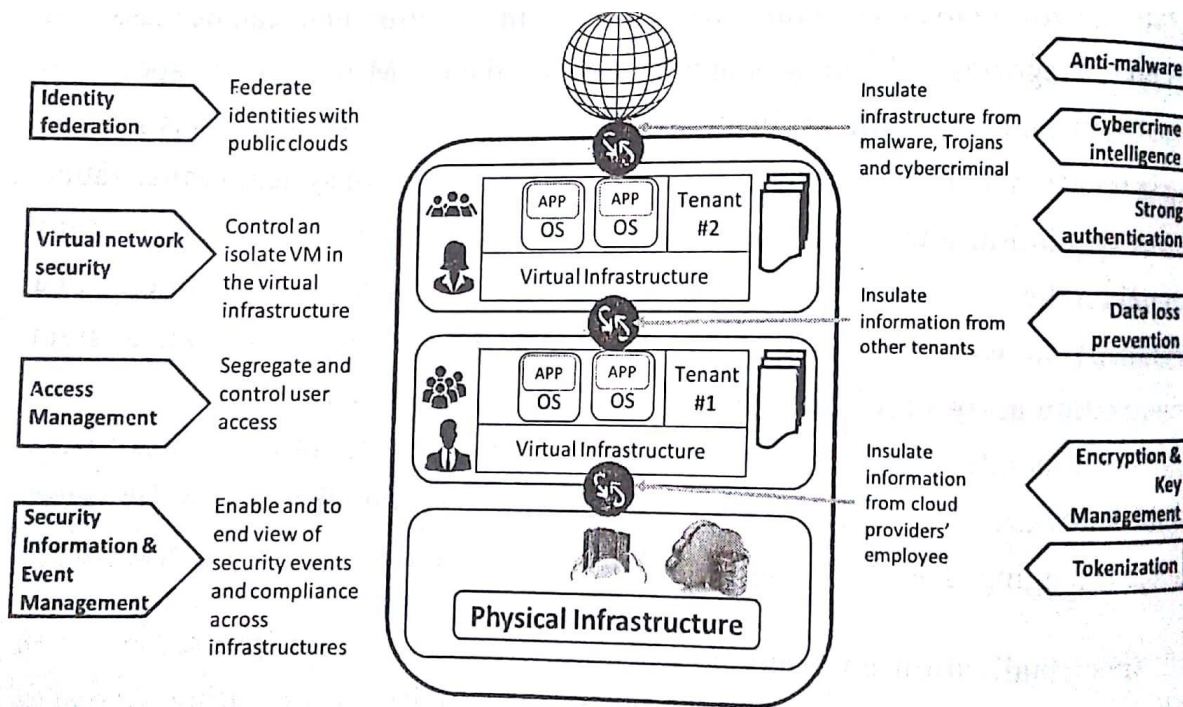 Identity
federation
Federate
identities with
public clouds
Virtual network
security
Control an
isolate VM in
the virtual
infrastructure
Access
Management
Segregate and
control user
access
Security
Information &
Event
Management
Enable and to
end view of
security events
and compliance
across
infrastructures
APP
OS
APP
OS
Tenant
#2
Virtual Infrastructure
APP
OS
APP
OS
Tenant
#1
Virtual Infrastructure
Physical Infrastructure
Insulate
infrastructure from
malware, Trojans
and cybercriminal
Insulate
information from
other tenants
Insulate
information
from cloud
providers'
employee
Anti-malware
Cybercrime
intelligence
Strong
authentication
Data loss
prevention
Encryption &
Key
Management
Tokenization